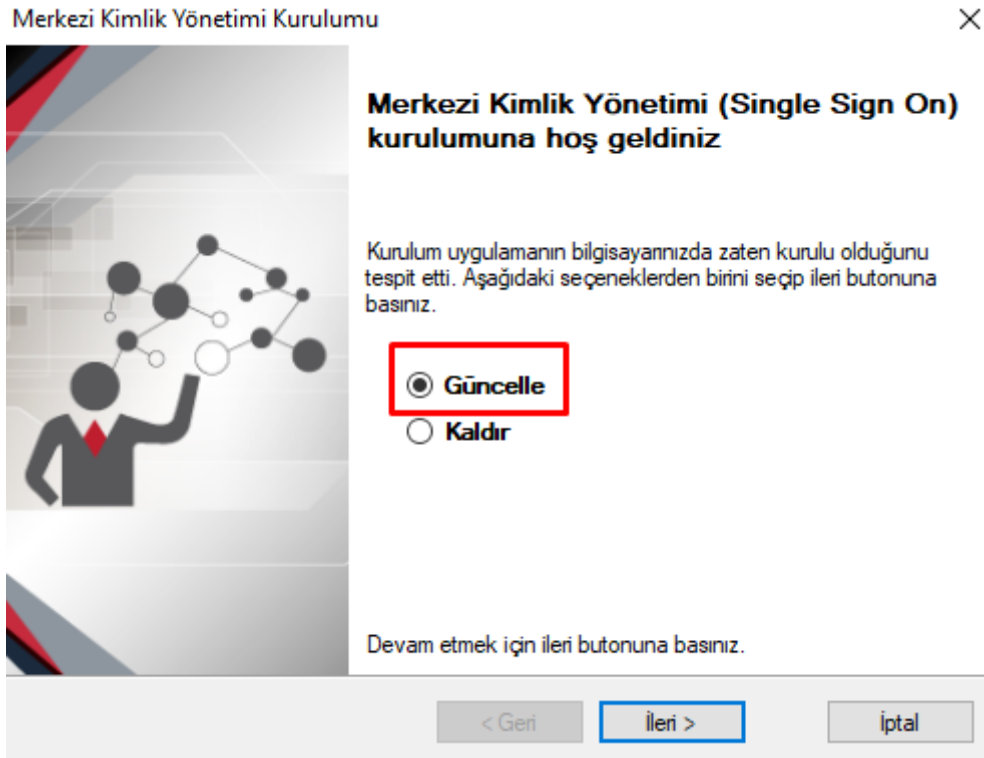 Merkezi Kimlik Yönetimi Kurulumu
Merkezi Kimlik Yönetimi (Single Sign On)
kurulumuna hoş geldiniz
Kurulum uygulamanın bilgisayarınızda zaten kurulu olduğunu
tespit etti. Aşağıdaki seçeneklerden birini seçip ileri butonuna
basınız.
Güncelle
Kaldır
Devam etmek için ileri butonuna basınız.
< Geri
İleri >
İptal